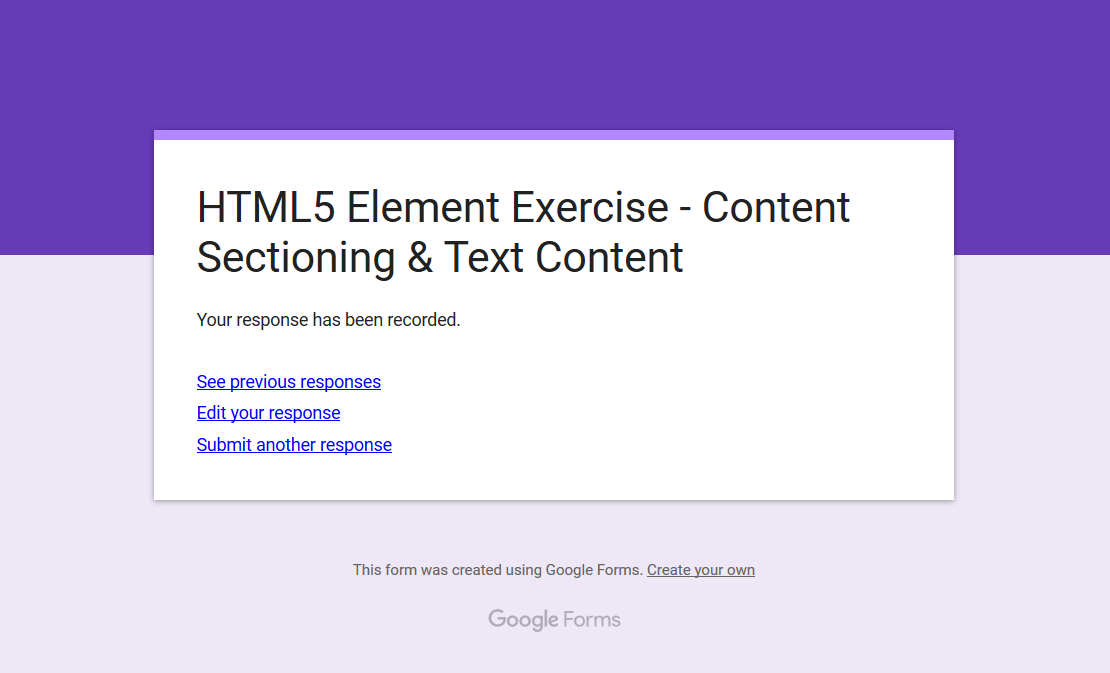 HTML5 Element Exercise - Content
Sectioning & Text Content
Your response has been recorded.
See previous responses
Edit your response
Submit another response
This form was created using Google Forms. Create your own
Google Forms